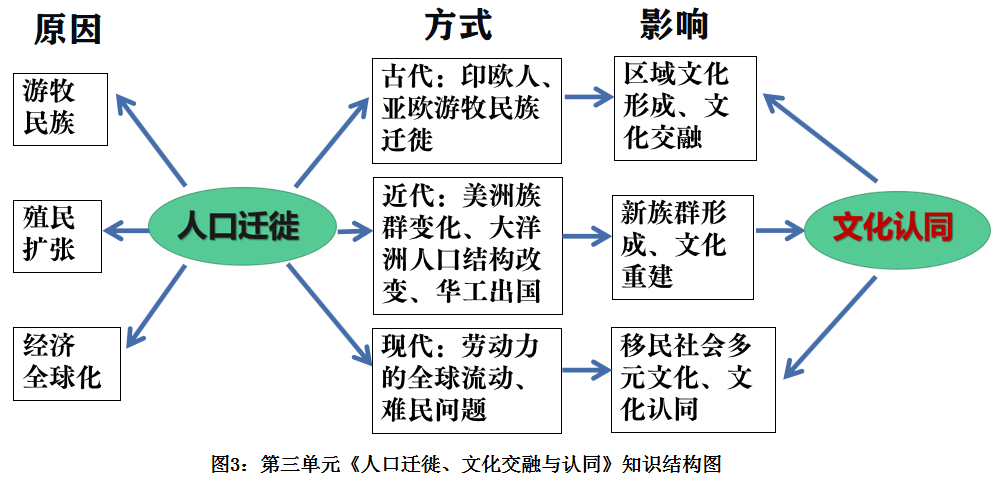 原因
方式
影响
游牧
民族
古代：印欧人、
亚欧游牧民族
迁徙
区域文化
形成、文
化交融
殖民
扩张
人口迁徙
近代：美洲族
群变化、大洋
洲人口结构改
变、华工出国
新族群形
成、文化
重建
文化认同
经济
全球化
现代：劳动力
的全球流动、
难民问题
移民社会多
元文化、文
化认同
图3：第三单元《人口迁徙、文化交融与认同》知识结构图